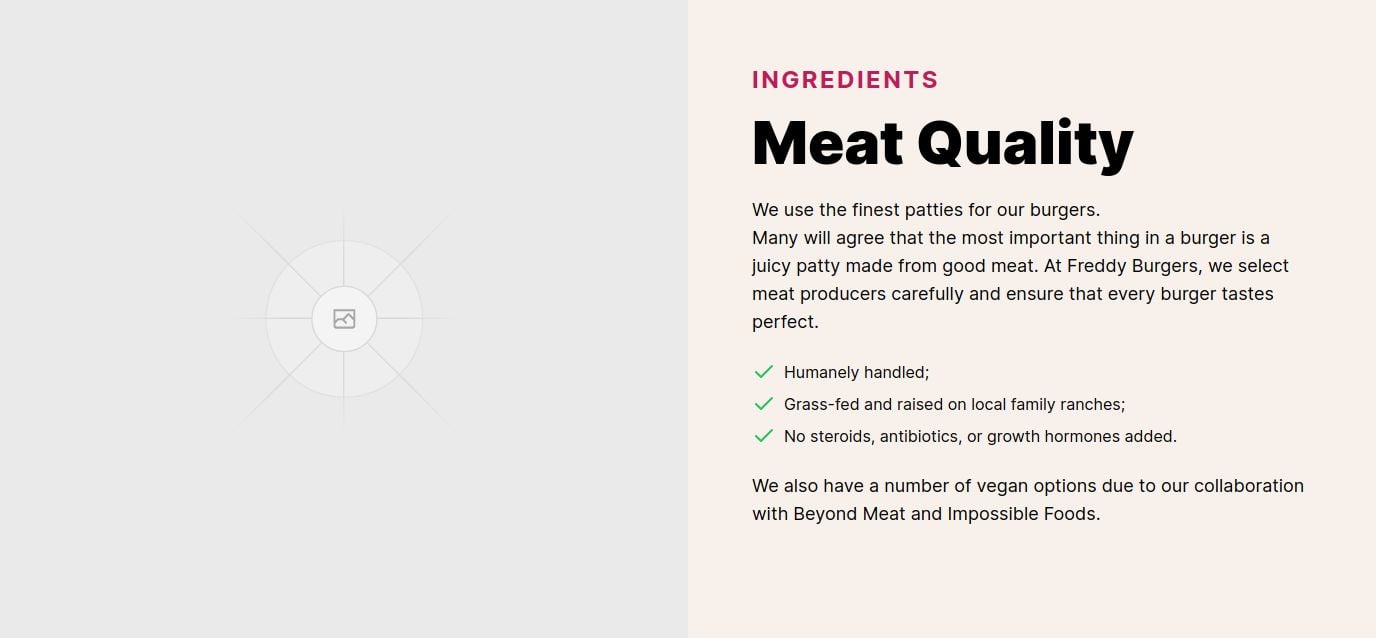 INGREDIENTS
Meat Quality
We use the finest patties for our burgers.
Many will agree that the most important thing in a burger is a
juicy patty made from good meat. At Freddy Burgers, we select
meat producers carefully and ensure that every burger tastes
perfect.
Humanely handled;
Grass-fed and raised on local family ranches;
No steroids, antibiotics, or growth hormones added.
We also have a number of vegan options due to our collaboration
with Beyond Meat and Impossible Foods.